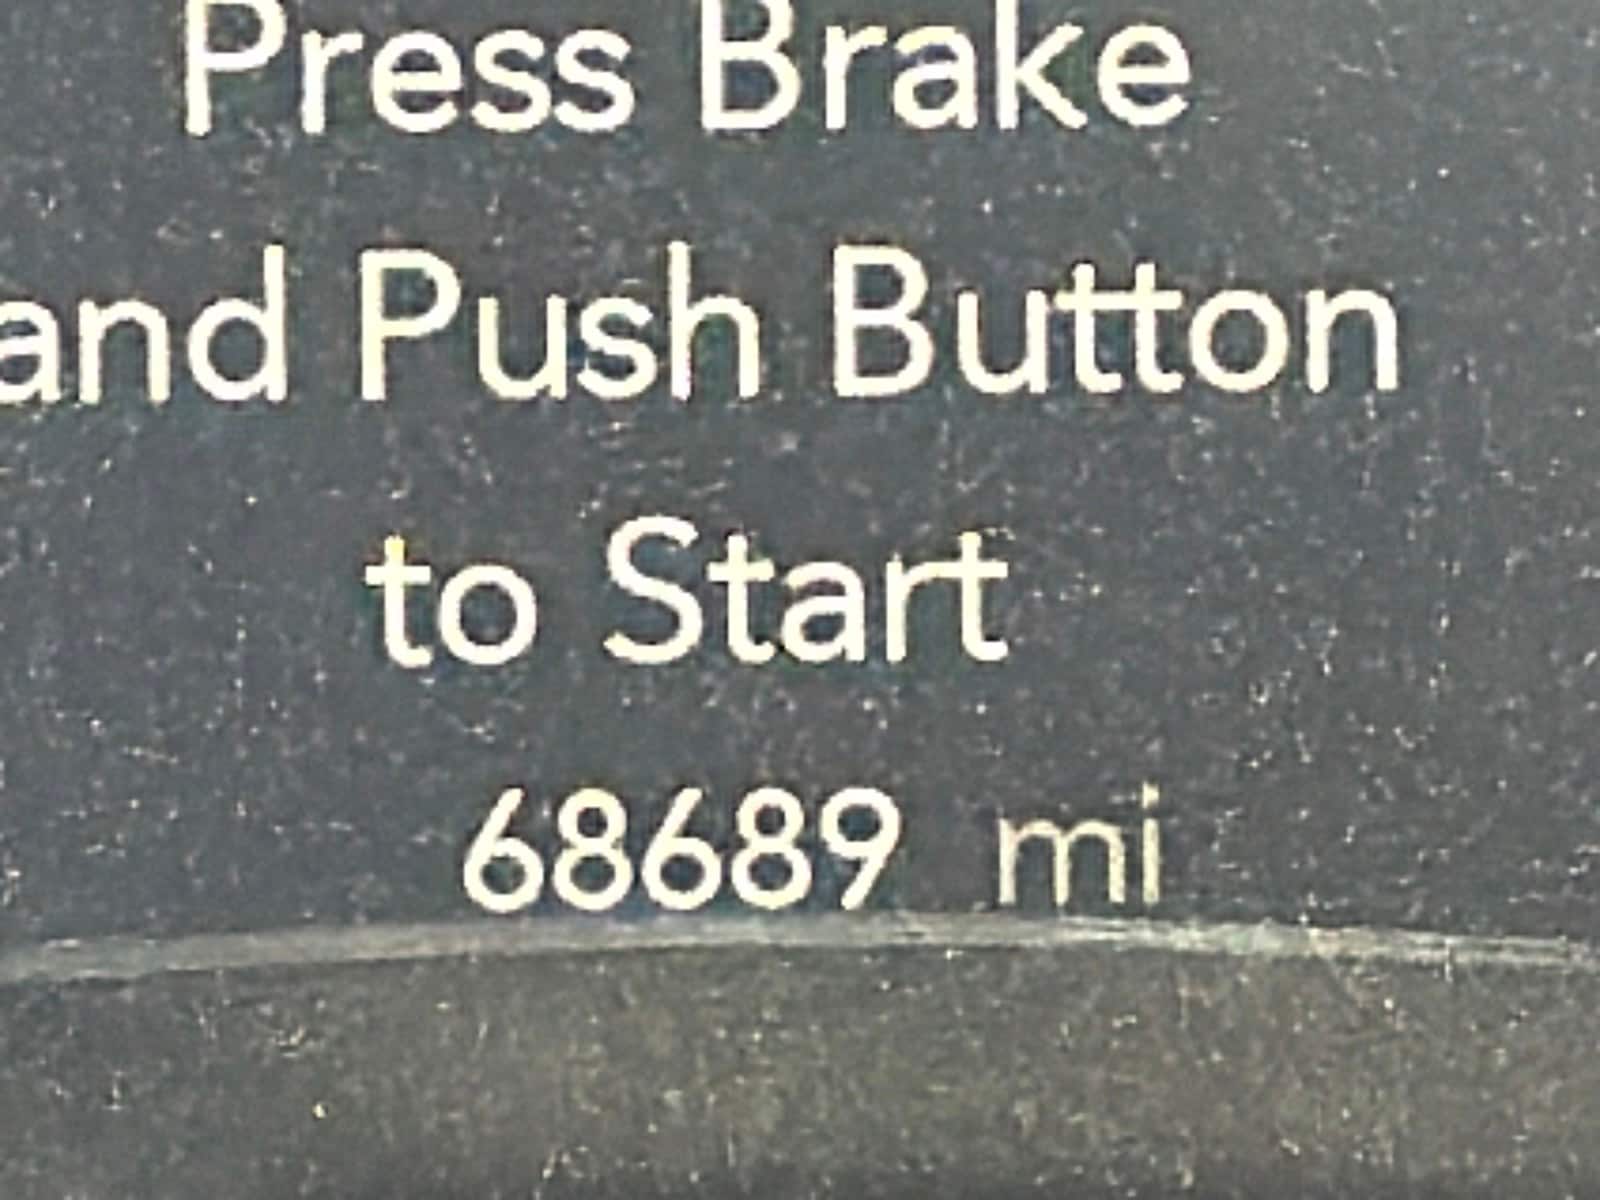 Press Brake
and Push Button
to Start
68689 mi